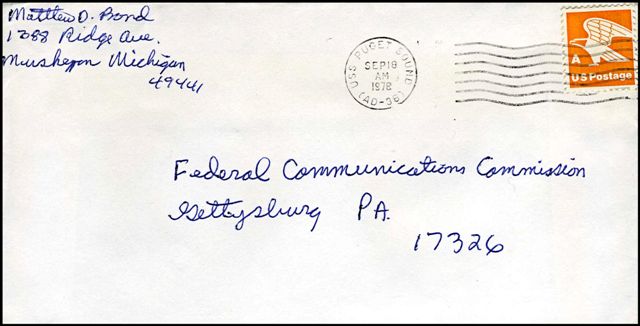 Matthew D. Bond
1388 Ridge Ave.
Muskegon Michigan
49441
USS PUGET SOUND
SEP 18
AM
1978
(AD-38)
A
US Postage
Federal Communications Commission
Gettysburg PA.
17326